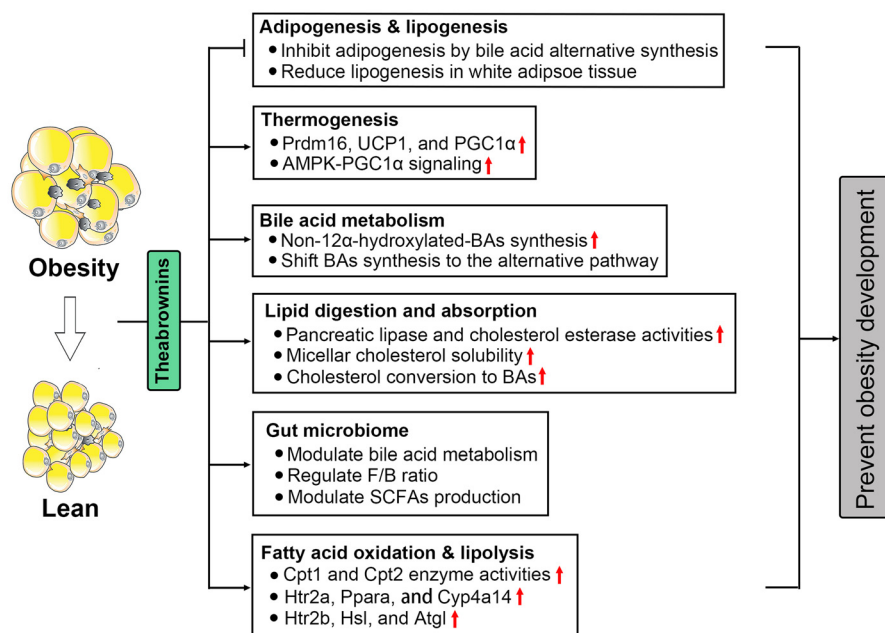 Adipogenesis & lipogenesis
● Inhibit adipogenesis by bile acid alternative synthesis
● Reduce lipogenesis in white adipsoe tissue
Thermogenesis
● Prdm16, UCP1, and PGC1α↑
● AMPK-PGC1α signaling↑
Obesity
Bile acid metabolism
● Non-12α-hydroxylated-BAs synthesis↑
● Shift BAs synthesis to the alternative pathway
Theabrownins
Lipid digestion and absorption
● Pancreatic lipase and cholesterol esterase activities↑
● Micellar cholesterol solubility↑
● Cholesterol conversion to BAs↑
Lean
Gut microbiome
● Modulate bile acid metabolism
● Regulate F/B ratio
● Modulate SCFAs production
Fatty acid oxidation & lipolysis
● Cpt1 and Cpt2 enzyme activities↑
● Htr2a, Ppara, and Cyp4a14↑
● Htr2b, Hsl, and Atgl↑
Prevent obesity development